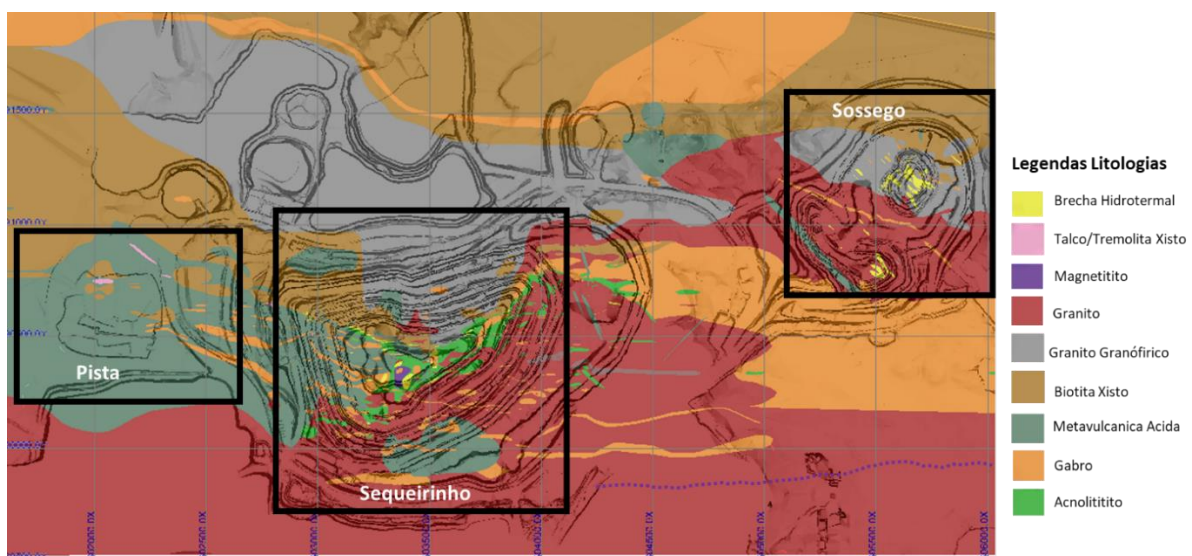 Sossego
Pista
Sequeirinho
Legendas Litologias
Brecha Hidrotermal
Talco/Tremolita Xisto
Magnetitito
Granito
Granito Granófirico
Biotita Xisto
Metavulcanica Acida
Gabro
Acnolititito